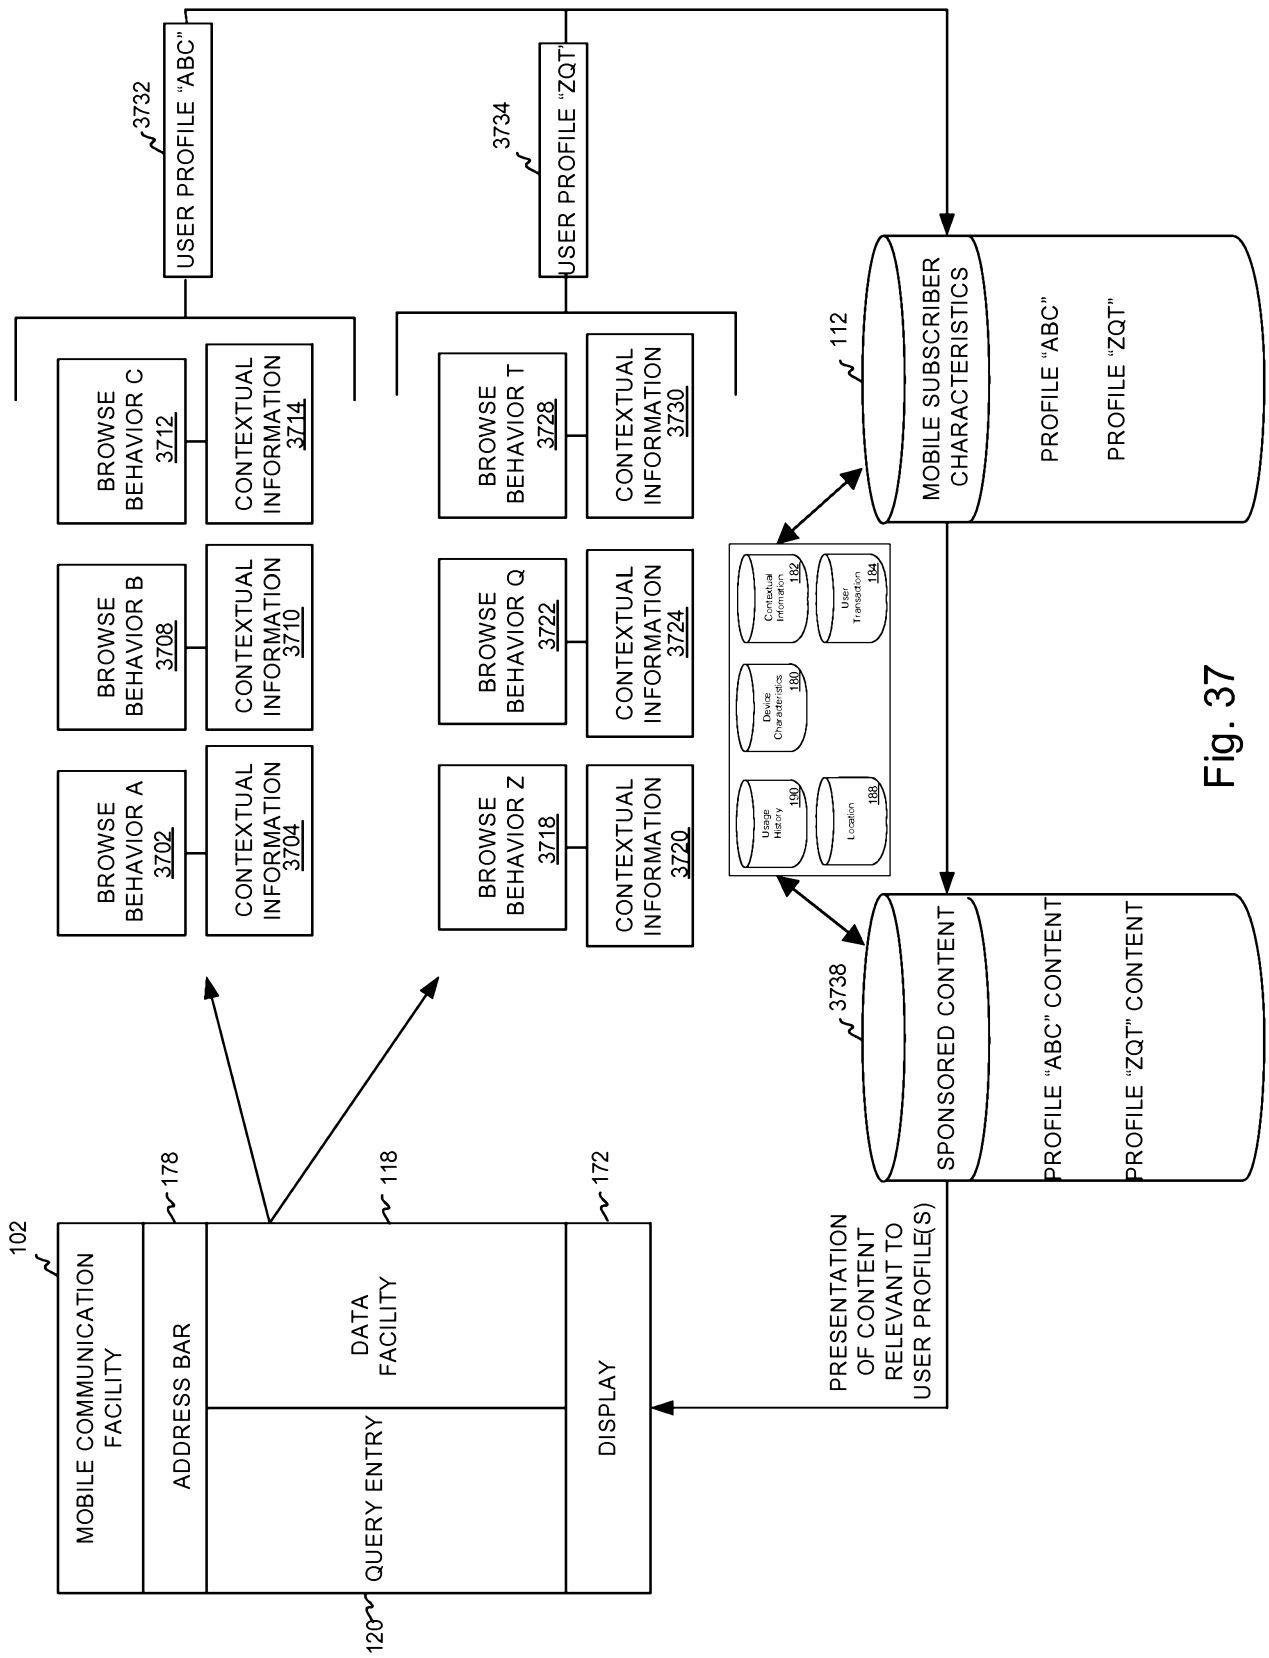 102
MOBILE COMMUNICATION
FACILITY
178
ADDRESS BAR
118
DATA
FACILITY
120
QUERY ENTRY
172
DISPLAY
BROWSE
BEHAVIOR A
3702
CONTEXTUAL
INFORMATION
3704
BROWSE
BEHAVIOR B
3708
CONTEXTUAL
INFORMATION
3710
BROWSE
BEHAVIOR C
3712
CONTEXTUAL
INFORMATION
3714
3732
USER PROFILE “ABC”
BROWSE
BEHAVIOR Z
3718
CONTEXTUAL
INFORMATION
3720
BROWSE
BEHAVIOR Q
3722
CONTEXTUAL
INFORMATION
3724
BROWSE
BEHAVIOR T
3728
CONTEXTUAL
INFORMATION
3730
3734
USER PROFILE “ZQT”
Usage
History
190
Device
Characteristics
180
Contextual
Infomation
182
Location
188
User
Transaction
184
PRESENTATION
OF CONTENT
RELEVANT TO
USER PROFILE(S)
3738
SPONSORED CONTENT
PROFILE “ABC” CONTENT
PROFILE “ZQT” CONTENT
112
MOBILE SUBSCRIBER
CHARACTERISTICS
PROFILE “ABC”
PROFILE “ZQT”
Fig. 37